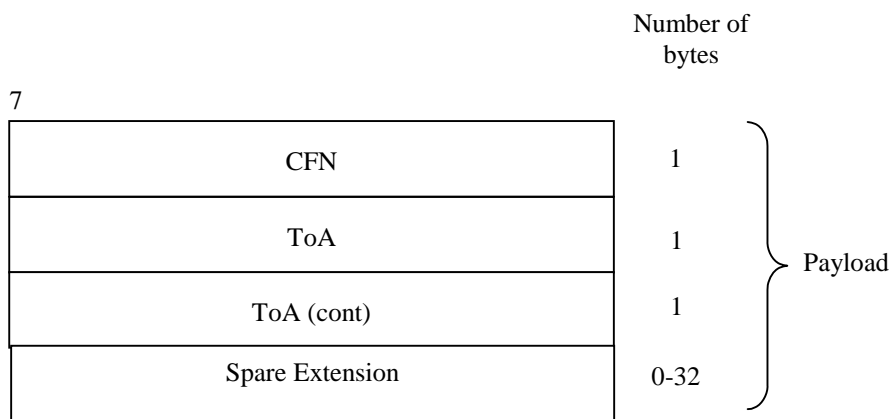 Number of
bytes
7
CFN 1
ToA 1
Payload
ToA (cont) 1
Spare Extension 0-32